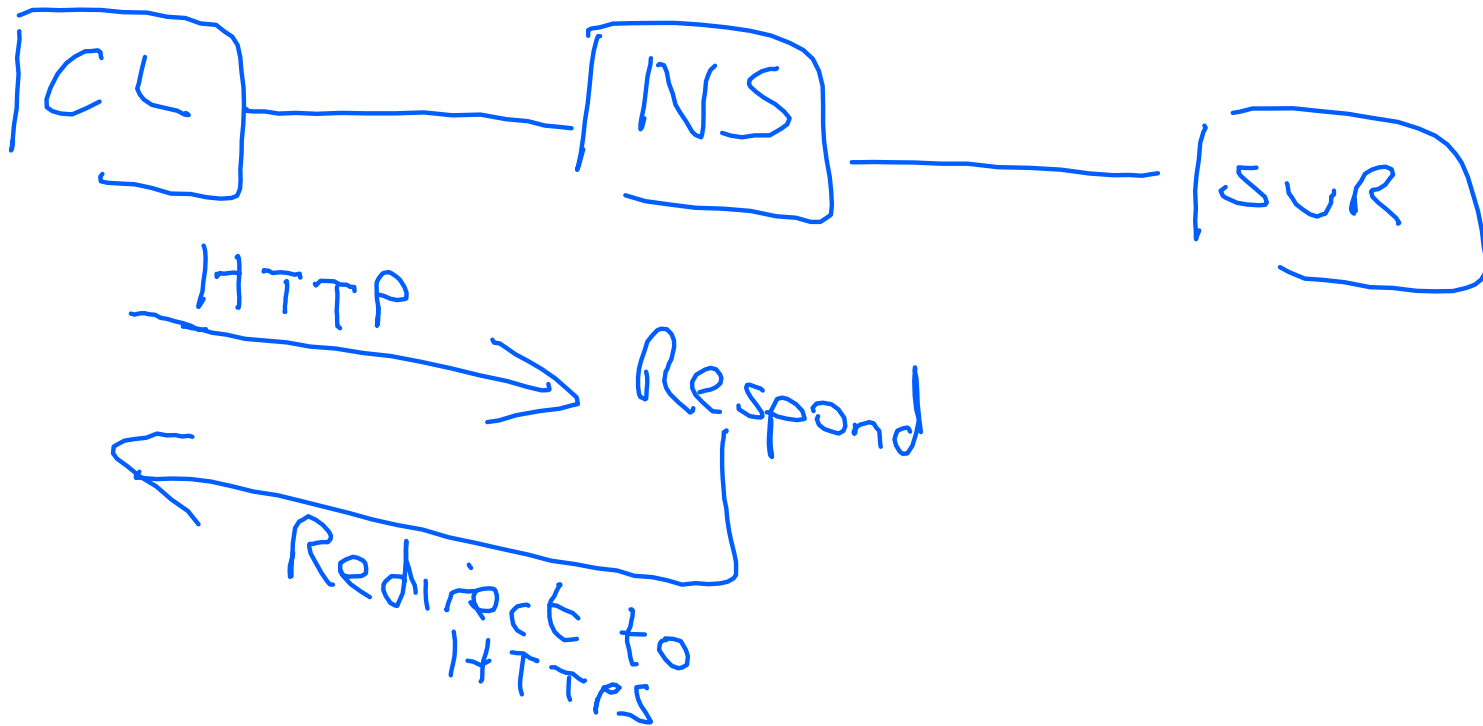 CL
NS
SVR
HTTP
Respond
Redirect to
HTTPS